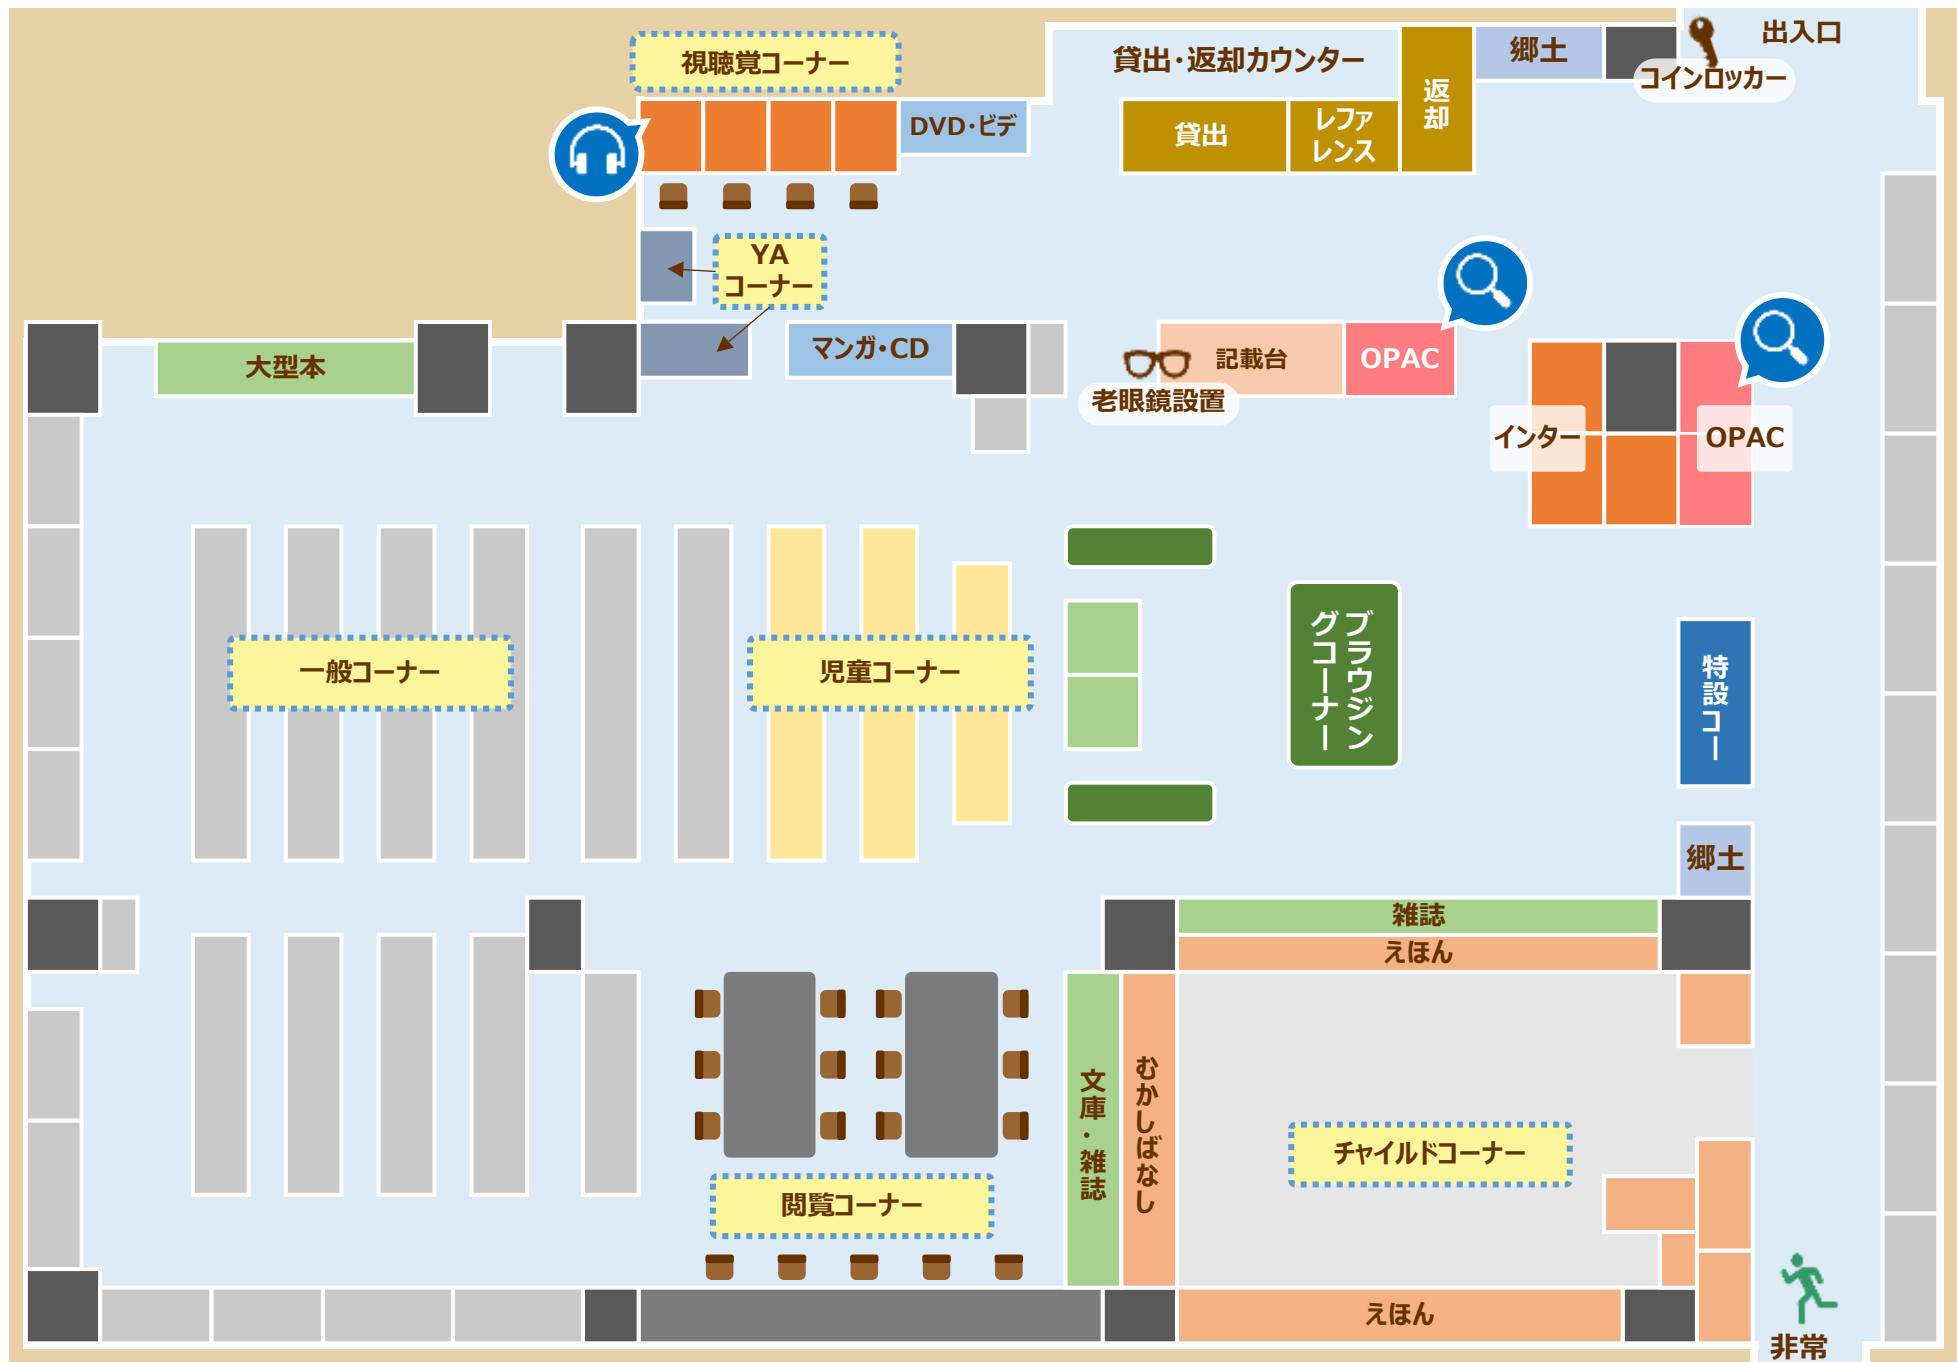 視聴覚コーナー
貸出・返却カウンター
郷土
出入口
コインロッカー
返却
DVD・ビデ
貸出
レファ
レンス
YA
コーナー
大型本
マンガ・CD
記載台
OPAC
老眼鏡設置
インター
OPAC
ブラウジン
グコーナー
特設コー
一般コーナー
児童コーナー
郷土
雑誌
えほん
文庫・雑誌
むかしばなし
チャイルドコーナー
閲覧コーナー
えほん
非常